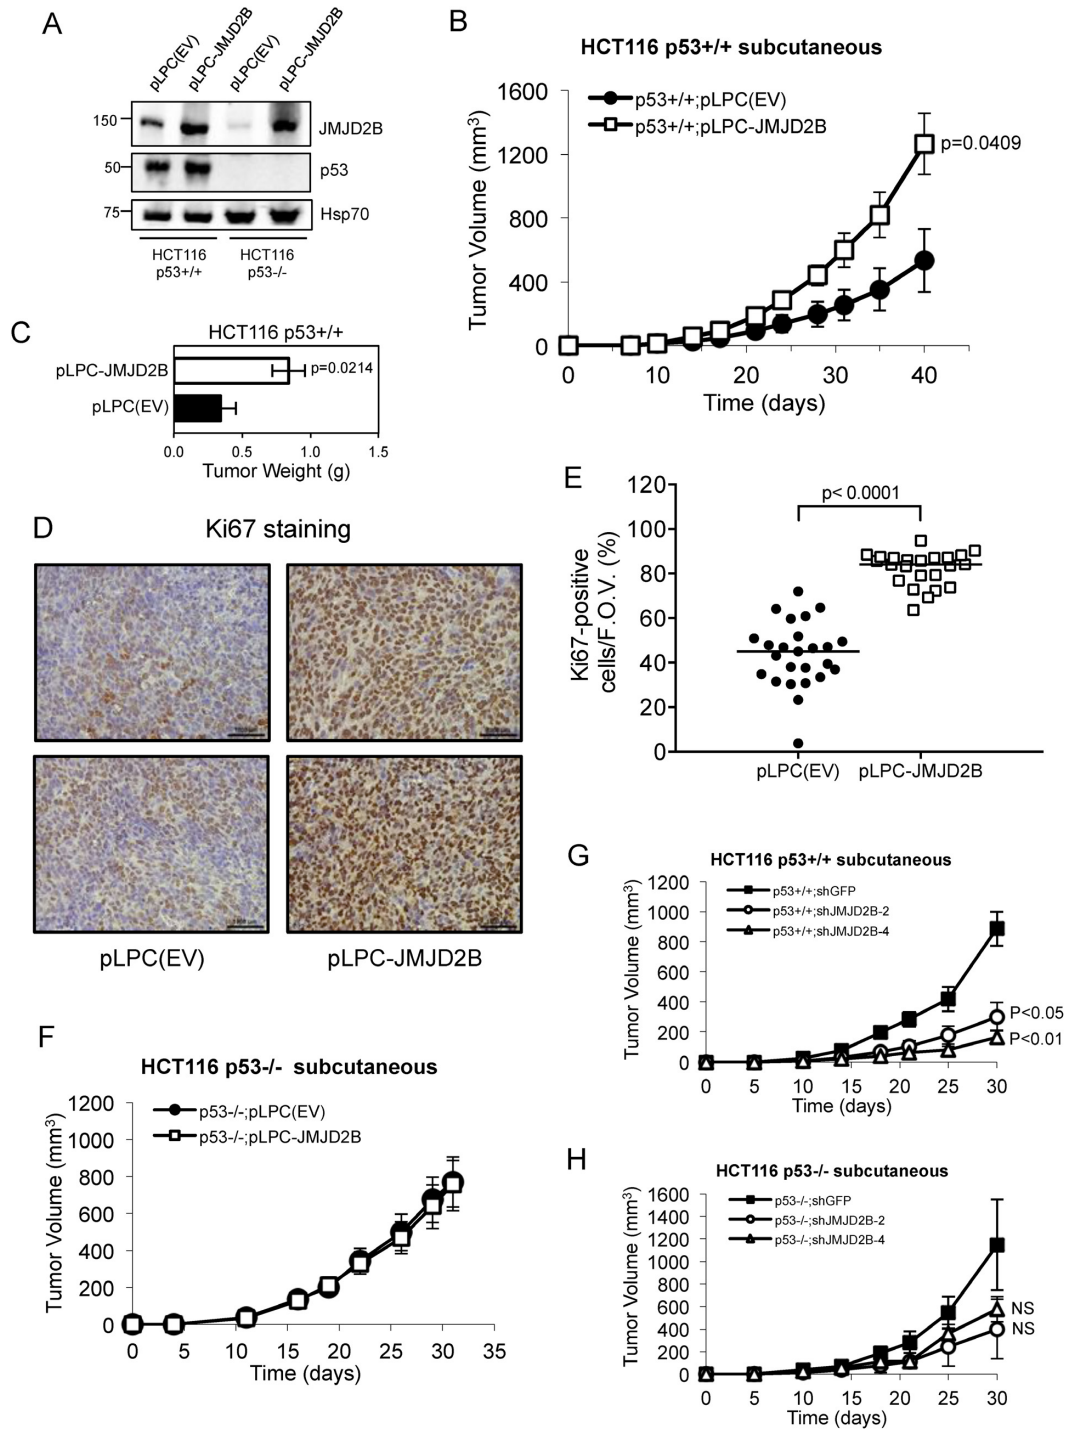 A
pLPC(EV)
pLPC-JMJD2B
pLPC(EV)
pLPC-JMJD2B
150
JMJD2B
50
p53
75
Hsp70
HCT116
p53+/+
HCT116
p53-/-
B
HCT116 p53+/+ subcutaneous
p53+/+;pLPC(EV)
p53+/+;pLPC-JMJD2B
Tumor Volume (mm³)
1600
1200
800
400
0
p=0.0409
0 10 20 30 40
Time (days)
C
HCT116 p53+/+
pLPC-JMJD2B
p=0.0214
pLPC(EV)
0.0 0.5 1.0 1.5
Tumor Weight (g)
D
Ki67 staining
pLPC(EV)
pLPC-JMJD2B
E
Ki67-positive
cells/F.O.V. (%)
120
100
80
60
40
20
0
p< 0.0001
pLPC(EV)
pLPC-JMJD2B
F
HCT116 p53-/- subcutaneous
p53-/-;pLPC(EV)
p53-/-;pLPC-JMJD2B
Tumor Volume (mm³)
1200
1000
800
600
400
200
0
0 5 10 15 20 25 30 35
Time (days)
G
HCT116 p53+/+ subcutaneous
p53+/+;shGFP
p53+/+;shJMJD2B-2
p53+/+;shJMJD2B-4
Tumor Volume (mm³)
1200
1000
800
600
400
200
0
P<0.05
P<0.01
0 5 10 15 20 25 30
Time (days)
H
HCT116 p53-/- subcutaneous
p53-/-;shGFP
p53-/-;shJMJD2B-2
p53-/-;shJMJD2B-4
Tumor Volume (mm³)
1600
1400
1200
1000
800
600
400
200
0
NS
NS
0 5 10 15 20 25 30
Time (days)